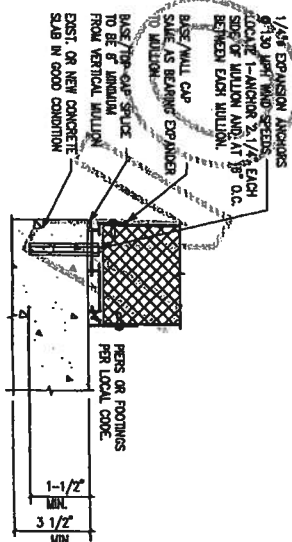 EXPANSION ANCHORS
@ 130 MPH WIND SPEEDS.
LOCATE 1-ANCHOR 2 1/4" EACH
SIDE OF MULLION AND AT 18" O.C.
BETWEEN EACH MULLION.
BASE/WALL CAP
SAME AS BEARING EXPANDER
TO MULLION.
BASE/TOP CAP SPLICE
TO BE 6" MINIMUM
FROM VERTICAL MULLION
EXIST. OR NEW CONCRETE
SLAB IN GOOD CONDITION
PIERS OR FOOTINGS
PER LOCAL CODE.
1-1/2"
MIN.
3 1/2"
MIN.